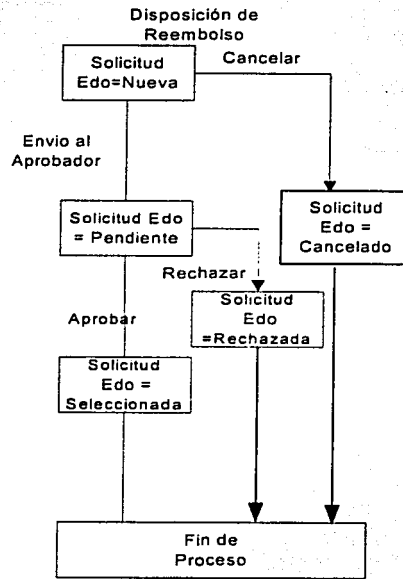 Disposición de
Reembolso
Solicitud
Edo=Nueva
Cancelar
Envio al
Aprobador
Solicitud Edo
= Pendiente
Solicitud
Edo =
Cancelado
Rechazar
Solicitud
Edo
=Rechazada
Aprobar
Solicitud
Edo =
Seleccionada
Fin de
Proceso